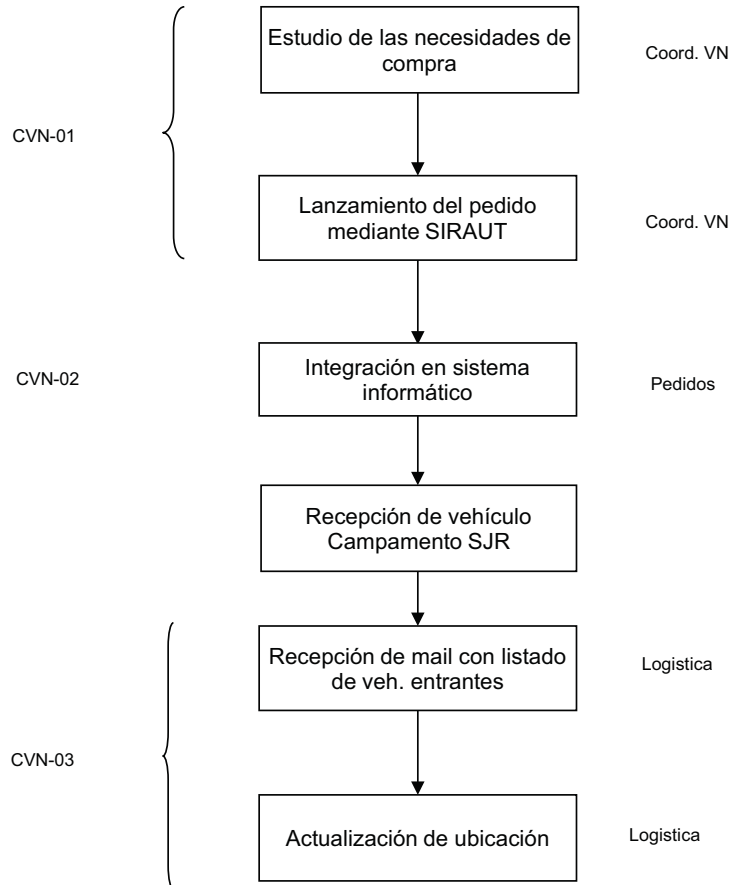 Estudio de las necesidades de
compra
Coord. VN
CVN-01
Lanzamiento del pedido
mediante SIRAUT
Coord. VN
Integración en sistema
informático
CVN-02
Pedidos
Recepción de vehículo
Campamento SJR
Recepción de mail con listado
de veh. entrantes
Logistica
CVN-03
Actualización de ubicación
Logistica